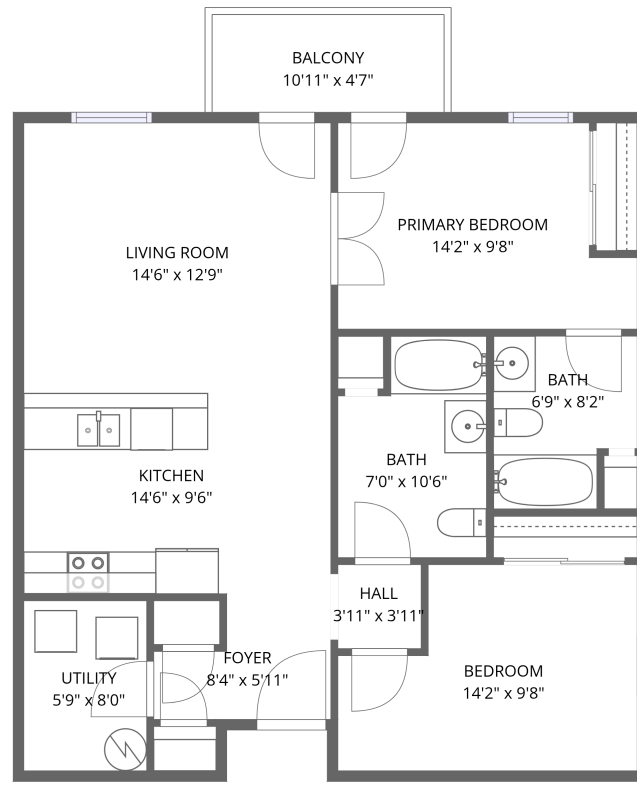 BALCONY
10'11" x 4'7"
LIVING ROOM
14'6" x 12'9"
PRIMARY BEDROOM
14'2" x 9'8"
BATH
6'9" x 8'2"
KITCHEN
14'6" x 9'6"
BATH
7'0" x 10'6"
HALL
3'11" x 3'11"
FOYER
8'4" x 5'11"
UTILITY
5'9" x 8'0"
BEDROOM
14'2" x 9'8"